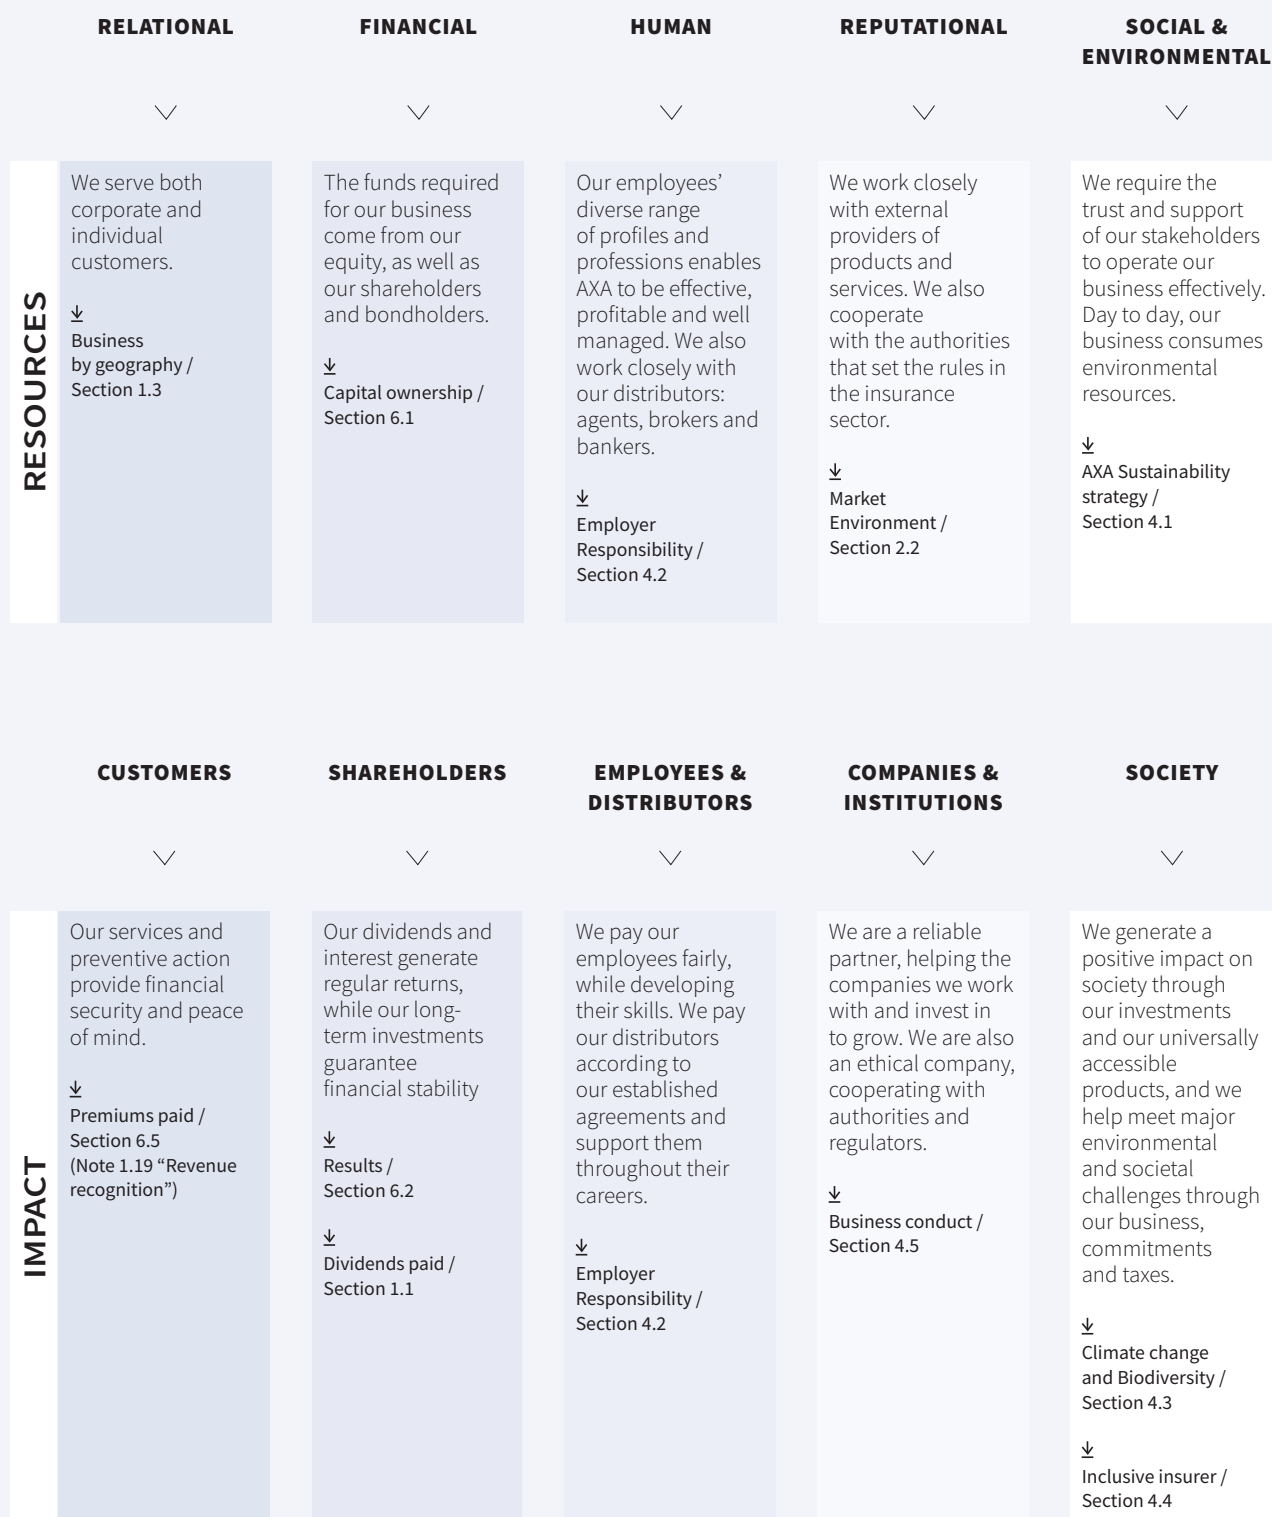 RELATIONAL
FINANCIAL
HUMAN
REPUTATIONAL
SOCIAL &
ENVIRONMENTAL
RESOURCES
We serve both
corporate and
individual
customers.
Business
by geography /
Section 1.3
The funds required
for our business
come from our
equity, as well as
our shareholders
and bondholders.
Capital ownership /
Section 6.1
Our employees’
diverse range
of profiles and
professions enables
AXA to be effective,
profitable and well
managed. We also
work closely with
our distributors:
agents, brokers and
bankers.
Employer
Responsibility /
Section 4.2
We work closely
with external
providers of
products and
services. We also
cooperate
with the authorities
that set the rules in
the insurance
sector.
Market
Environment /
Section 2.2
We require the
trust and support
of our stakeholders
to operate our
business effectively.
Day to day, our
business consumes
environmental
resources.
AXA Sustainability
strategy /
Section 4.1
CUSTOMERS
SHAREHOLDERS
EMPLOYEES &
DISTRIBUTORS
COMPANIES &
INSTITUTIONS
SOCIETY
IMPACT
Our services and
preventive action
provide financial
security and peace
of mind.
Premiums paid /
Section 6.5
(Note 1.19 “Revenue
recognition”)
Our dividends and
interest generate
regular returns,
while our long-
term investments
guarantee
financial stability
Results /
Section 6.2
Dividends paid /
Section 1.1
We pay our
employees fairly,
while developing
their skills. We pay
our distributors
according to
our established
agreements and
support them
throughout their
careers.
Employer
Responsibility /
Section 4.2
We are a reliable
partner, helping the
companies we work
with and invest in
to grow. We are also
an ethical company,
cooperating with
authorities and
regulators.
Business conduct /
Section 4.5
We generate a
positive impact on
society through
our investments
and our universally
accessible
products, and we
help meet major
environmental
and societal
challenges through
our business,
commitments
and taxes.
Climate change
and Biodiversity /
Section 4.3
Inclusive insurer /
Section 4.4